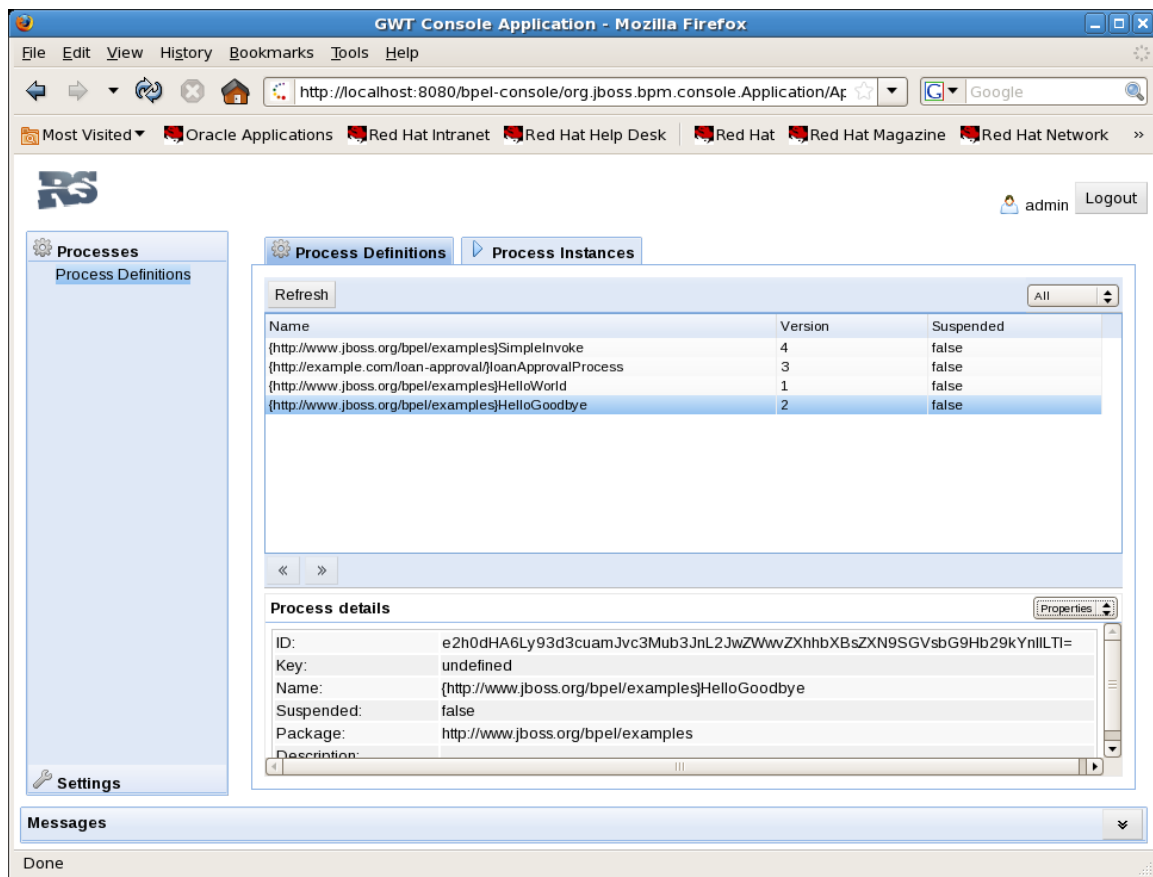 GWT Console Application - Mozilla Firefox
File Edit View History Bookmarks Tools Help
http://localhost:8080/bpel-console/org.jboss.bpm.console.Application/Ap G Google
Most Visited Oracle Applications Red Hat Intranet Red Hat Help Desk Red Hat Red Hat Magazine Red Hat Network »
RS
admin Logout
Processes
Process Definitions
Process Definitions Process Instances
Refresh All
Name Version Suspended
{http://www.jboss.org/bpel/examples}SimpleInvoke 4 false
{http://example.com/loan-approval/}loanApprovalProcess 3 false
{http://www.jboss.org/bpel/examples}HelloWorld 1 false
{http://www.jboss.org/bpel/examples}HelloGoodbye 2 false
« »
Process details Properties
ID: e2h0dHA6Ly93d3cuamJvc3Mub3JnL2JwZWwvZXhhbXBsZXN9SGVsbG9Hb29kYnllLTI=
Key: undefined
Name: {http://www.jboss.org/bpel/examples}HelloGoodbye
Suspended: false
Package: http://www.jboss.org/bpel/examples
Description:
Settings
Messages
Done